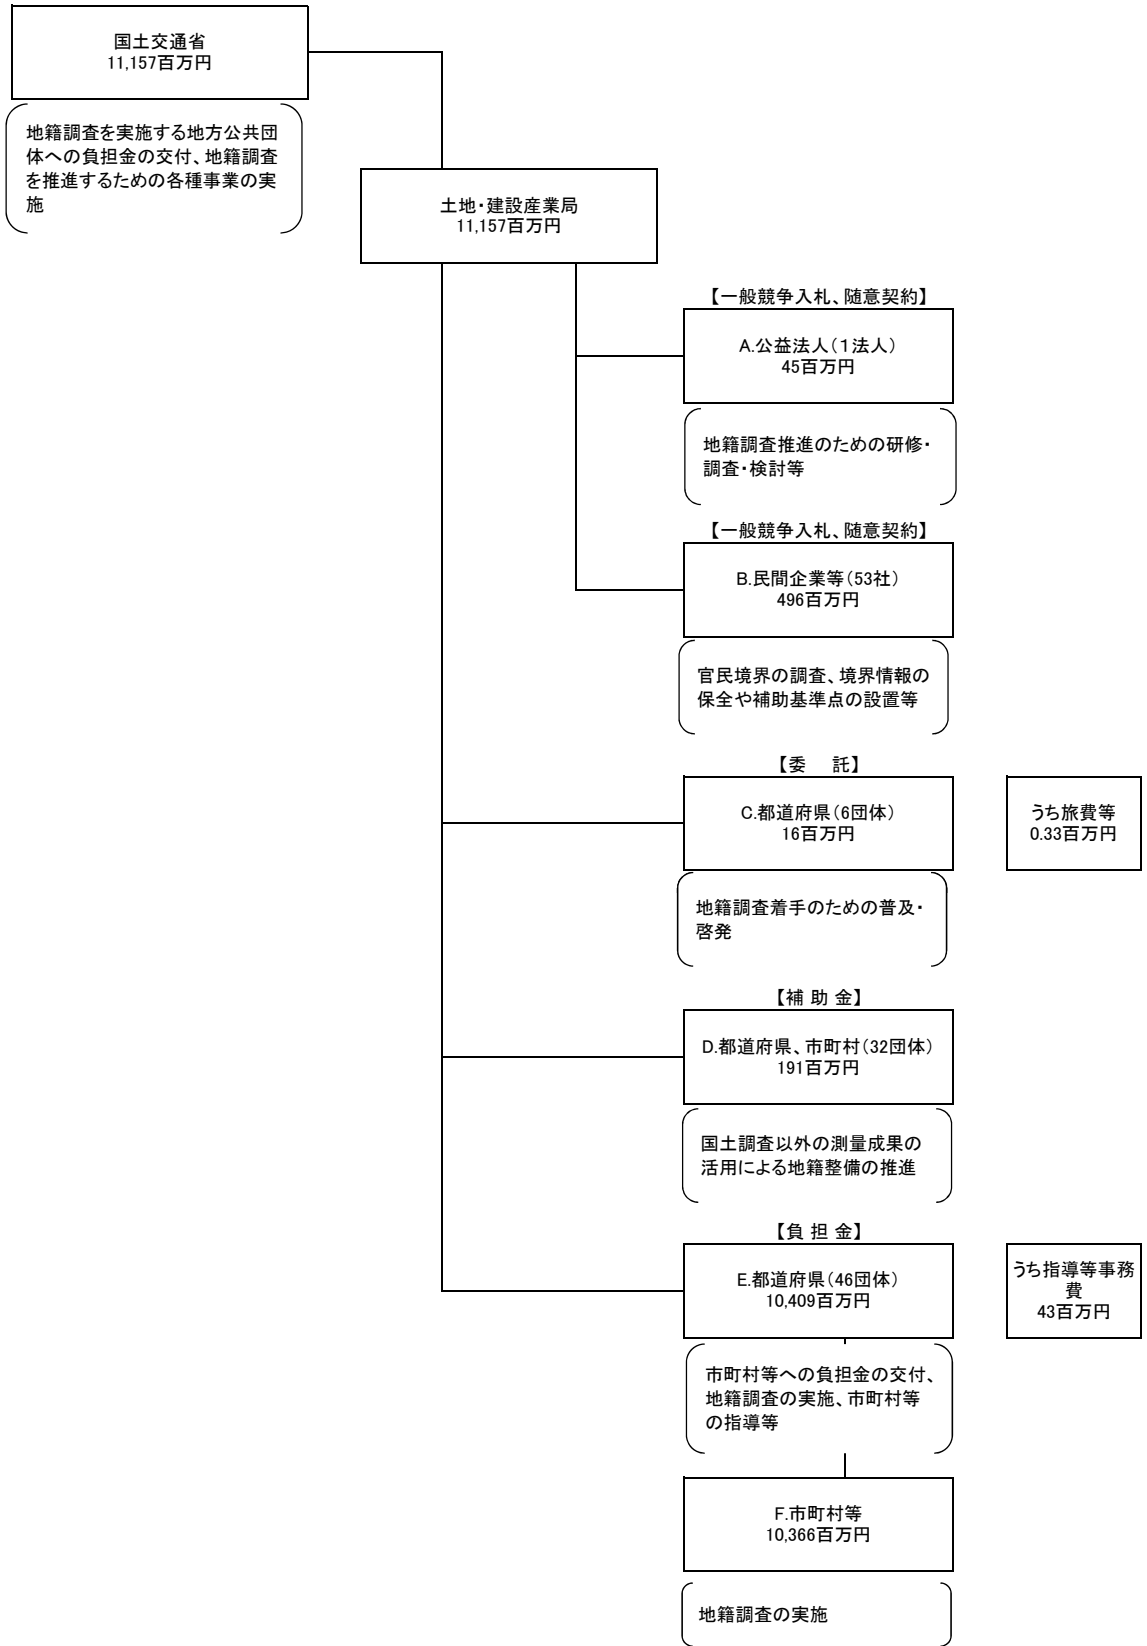 国土交通省
11,157百万円
地籍調査を実施する地方公共団
体への負担金の交付、地籍調査
を推進するための各種事業の実
施
土地・建設産業局
11,157百万円
【一般競争入札、随意契約】
A.公益法人(1法人)
45百万円
地籍調査推進のための研修・
調査・検討等
【一般競争入札、随意契約】
B.民間企業等(53社)
496百万円
官民境界の調査、境界情報の
保全や補助基準点の設置等
【委 託】
C.都道府県(6団体)
16百万円
うち旅費等
0.33百万円
地籍調査着手のための普及・
啓発
【補 助 金】
D.都道府県、市町村(32団体)
191百万円
国土調査以外の測量成果の
活用による地籍整備の推進
【負 担 金】
E.都道府県(46団体)
10,409百万円
うち指導等事務
費
43百万円
市町村等への負担金の交付、
地籍調査の実施、市町村等
の指導等
F.市町村等
10,366百万円
地籍調査の実施